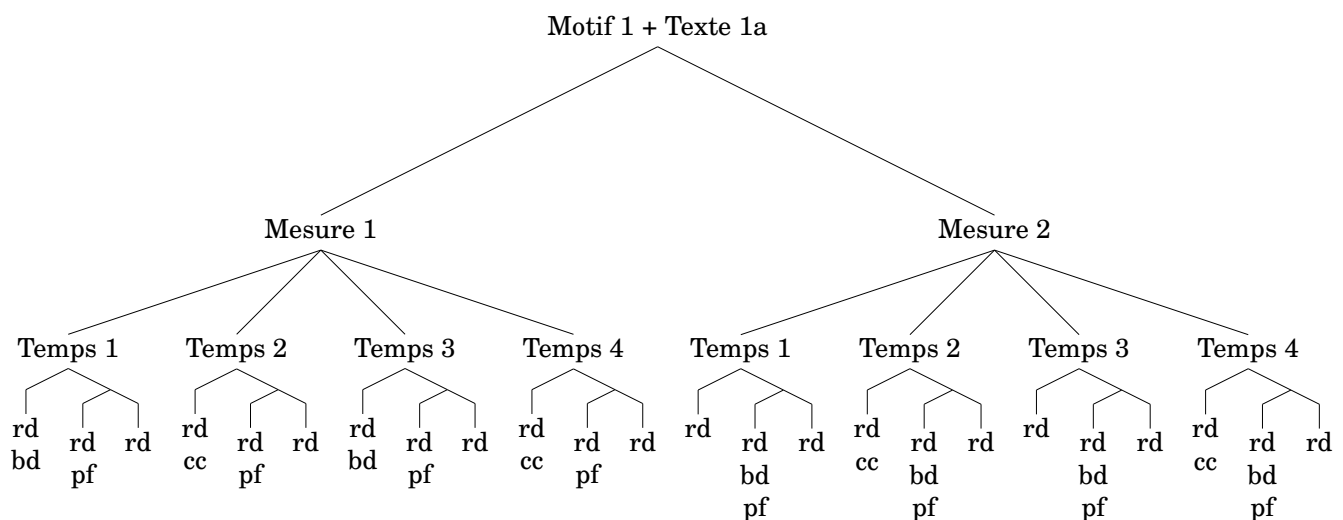 Motif 1 + Texte 1a
Mesure 1 Mesure 2
Temps 1 Temps 2 Temps 3 Temps 4 Temps 1 Temps 2 Temps 3 Temps 4
rd rd rd rd rd rd rd rd rd rd rd rd rd rd rd rd rd rd rd rd rd rd rd rd
bd pf cc pf bd pf cc pf bd cc bd bd cc bd
pf pf pf pf